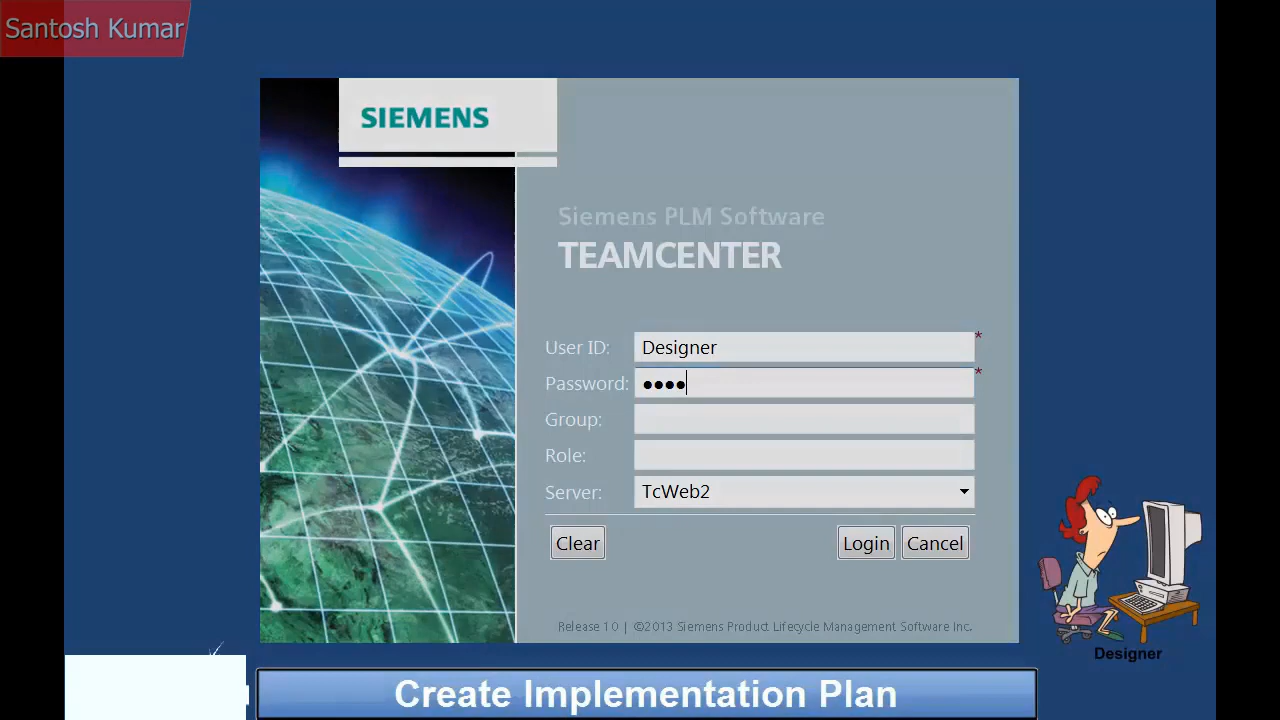 Santosh Kumar
SIEMENS
Siemens PLM Software
TEAMCENTER
User ID: Designer *
Password: ●●●● *
Group:
Role:
Server: TcWeb2
Clear Login Cancel
Release 10 | ©2013 Siemens Product Lifecycle Management Software Inc.
Designer
Create Implementation Plan